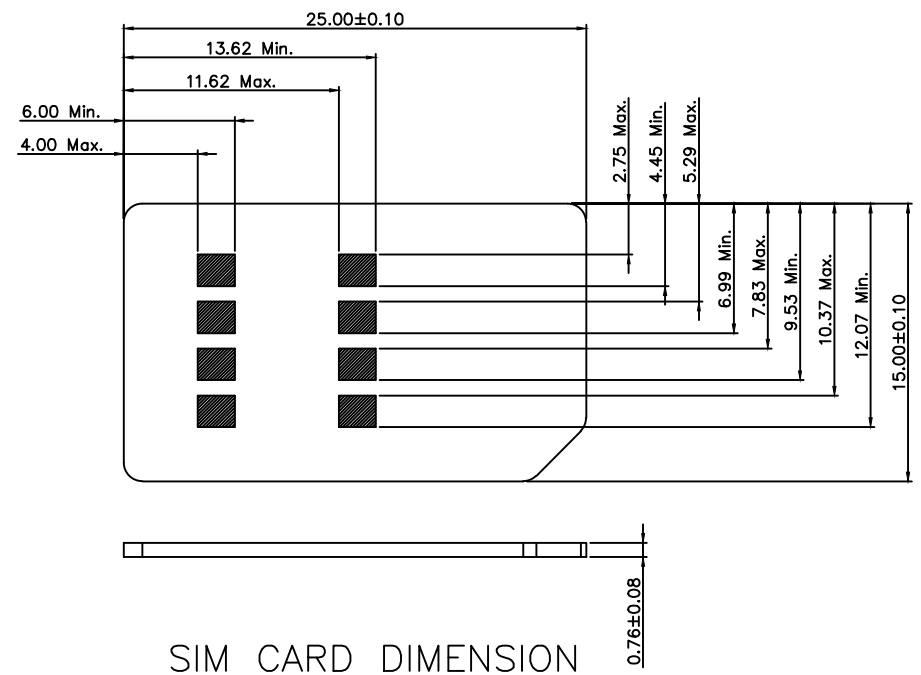 25.00±0.10
13.62 Min.
11.62 Max.
6.00 Min.
4.00 Max.
2.75 Max.
4.45 Min.
5.29 Max.
6.99 Min.
7.83 Max.
9.53 Min.
10.37 Max.
12.07 Min.
15.00±0.10
0.76±0.08
SIM CARD DIMENSION